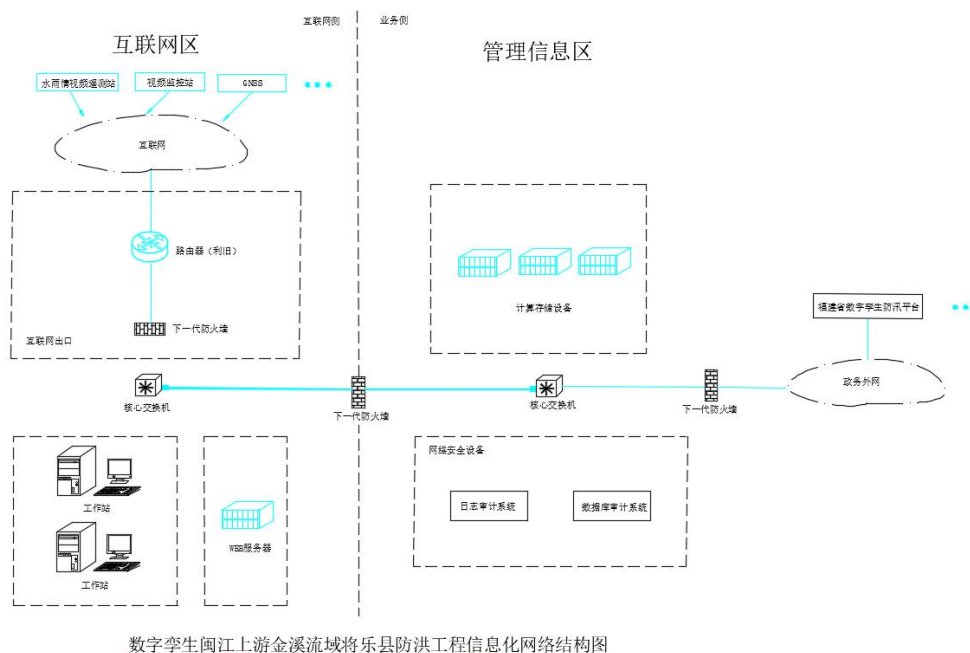 互联网侧
业务侧
互联网区
管理信息区
水雨情视频遥测站
视频监控站
GNSS
互联网
路由器（利旧）
下一代防火墙
互联网出口
计算存储设备
福建省数字孪生防汛平台
核心交换机
下一代防火墙
核心交换机
下一代防火墙
政务外网
网络安全设备
工作站
日志审计系统
数据库审计系统
WEB服务器
工作站
数字孪生闽江上游金溪流域将乐县防洪工程信息化网络结构图